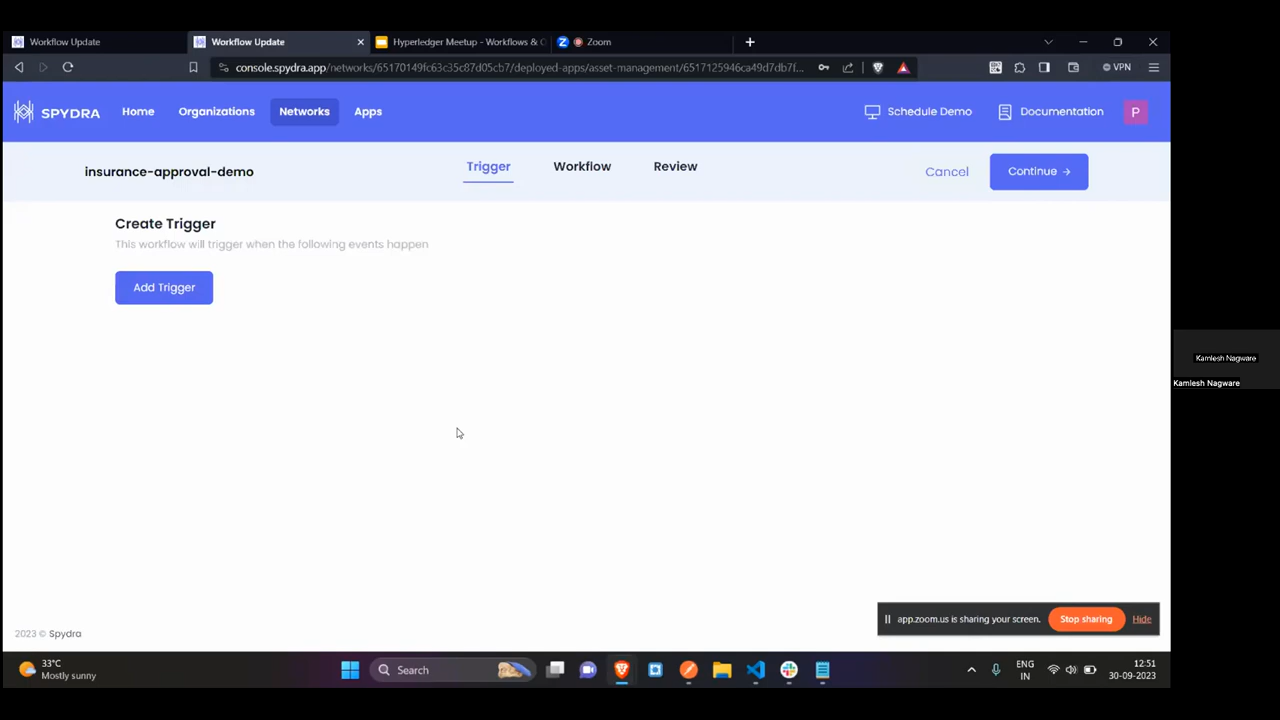 Workflow Update
Workflow Update
Hyperledger Meetup - Workflows & C
Zoom
console.spydra.app/networks/65170149fc63c35c87d05cb7/deployed-apps/asset-management/6517125946ca49d7db7f...
VPN
SPYDRA
Home
Organizations
Networks
Apps
Schedule Demo
Documentation
P
insurance-approval-demo
Trigger
Workflow
Review
Cancel
Continue →
Create Trigger
This workflow will trigger when the following events happen
Add Trigger
Kamlesh Nagware
Kamlesh Nagware
app.zoom.us is sharing your screen.
Stop sharing
Hide
2023 © Spydra
33°C
Mostly sunny
Search
ENG
IN
12:51
30-09-2023